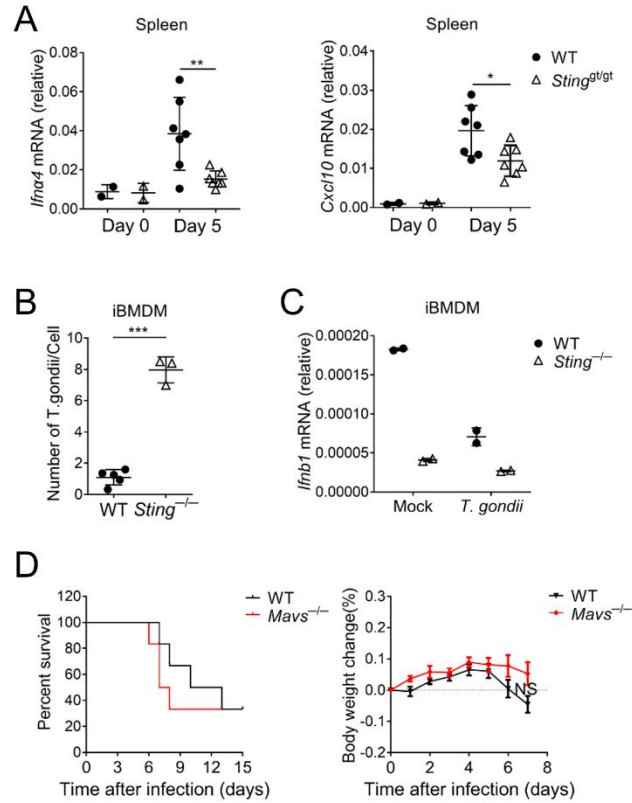 A
Spleen
Ifnα4 mRNA (relative)
0.08
0.06
0.04
0.02
0.00
**
Day 0 Day 5
Spleen
Cxcl10 mRNA (relative)
0.04
0.03
0.02
0.01
0.00
*
Day 0 Day 5
WT
Sting gt/gt
B
iBMDM
Number of T.gondii/Cell
10
8
6
4
2
0
***
WT Sting–/–
C
iBMDM
Ifnb1 mRNA (relative)
0.00020
0.00015
0.00010
0.00005
0.00000
Mock T. gondii
WT
Sting–/–
D
Percent survival
120
100
80
60
40
20
0
0 3 6 9 12 15
Time after infection (days)
WT
Mavs–/–
Body weight change(%)
0.2
0.1
0.0
-0.1
-0.2
NS
0 2 4 6 8
Time after infection (days)
WT
Mavs–/–